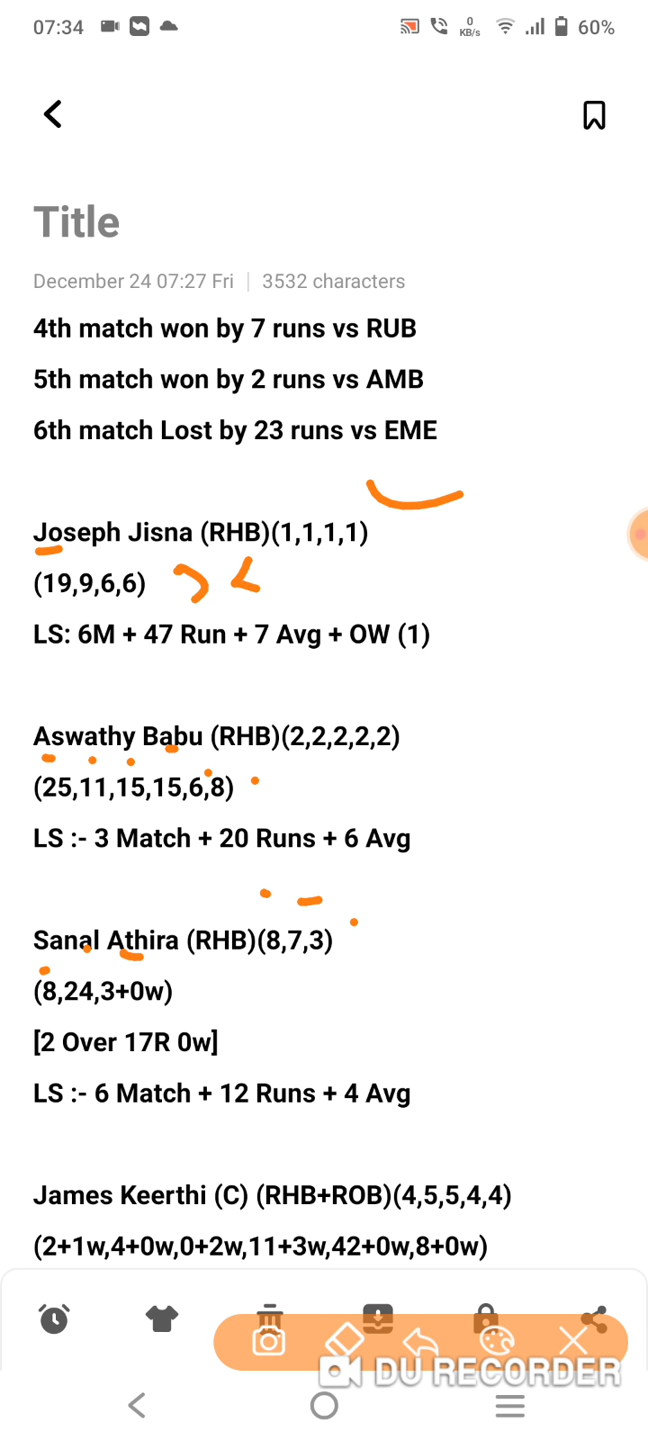 07:34
0
KB/s
60%
Title
December 24 07:27 Fri | 3532 characters
4th match won by 7 runs vs RUB
5th match won by 2 runs vs AMB
6th match Lost by 23 runs vs EME
Joseph Jisna (RHB)(1,1,1,1)
(19,9,6,6)
LS: 6M + 47 Run + 7 Avg + OW (1)
Aswathy Babu (RHB)(2,2,2,2,2)
(25,11,15,15,6,8)
LS :- 3 Match + 20 Runs + 6 Avg
Sanal Athira (RHB)(8,7,3)
(8,24,3+0w)
[2 Over 17R 0w]
LS :- 6 Match + 12 Runs + 4 Avg
James Keerthi (C) (RHB+ROB)(4,5,5,4,4)
(2+1w,4+0w,0+2w,11+3w,42+0w,8+0w)
DU RECORDER